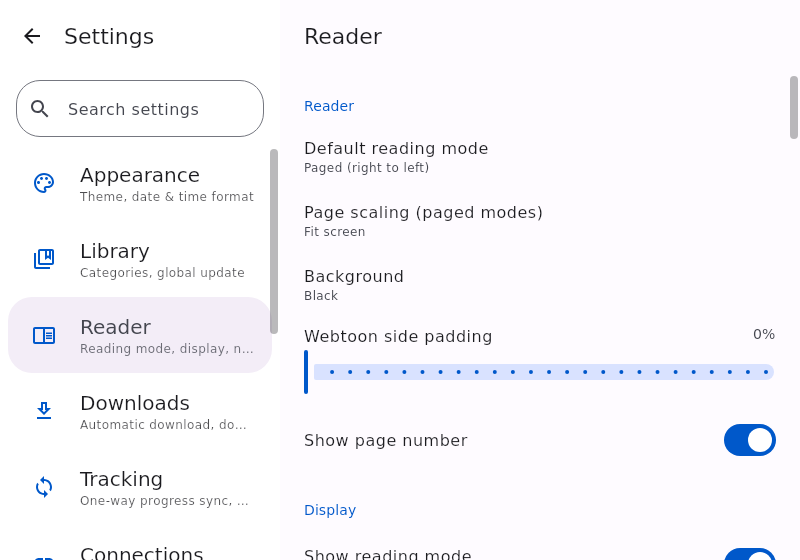 Settings
Search settings
Appearance
Theme, date & time format
Library
Categories, global update
Reader
Reading mode, display, n...
Downloads
Automatic download, do...
Tracking
One-way progress sync, ...
Connections
Reader
Reader
Default reading mode
Paged (right to left)
Page scaling (paged modes)
Fit screen
Background
Black
Webtoon side padding
0%
Show page number
Display
Show reading mode